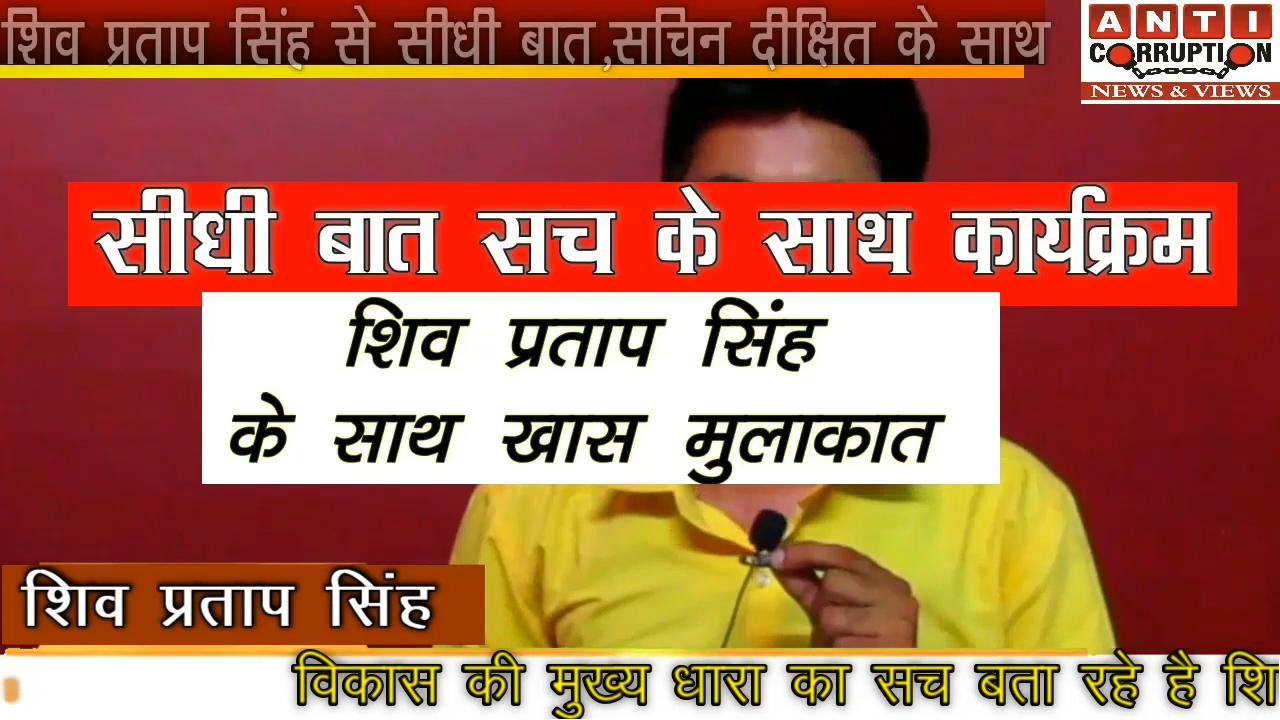 शिव प्रताप सिंह से सीधी बात,सचिन दीक्षित के साथ
ANTI
CORRUPTION
NEWS & VIEWS
सीधी बात सच के साथ कार्यक्रम
शिव प्रताप सिंह
के साथ खास मुलाकात
शिव प्रताप सिंह
विकास की मुख्य धारा का सच बता रहे है शि